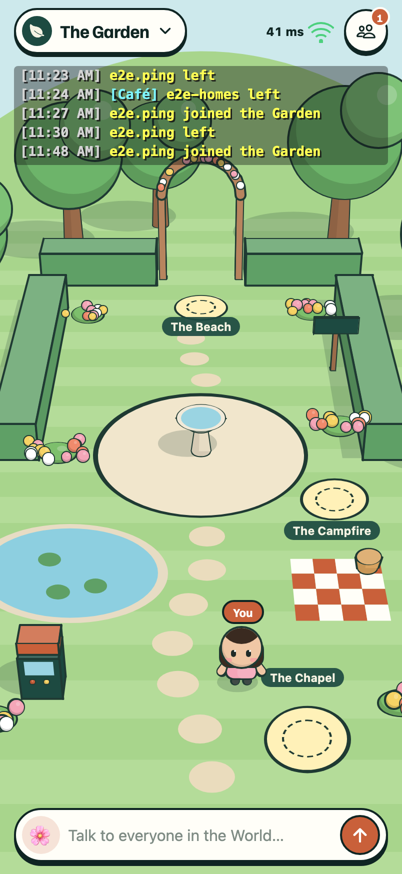 The Garden
41 ms
1
[11:23 AM] e2e.ping left
[11:24 AM] [Café] e2e-homes left
[11:27 AM] e2e.ping joined the Garden
[11:30 AM] e2e.ping left
[11:48 AM] e2e.ping joined the Garden
The Beach
The Campfire
You
The Chapel
Talk to everyone in the World...